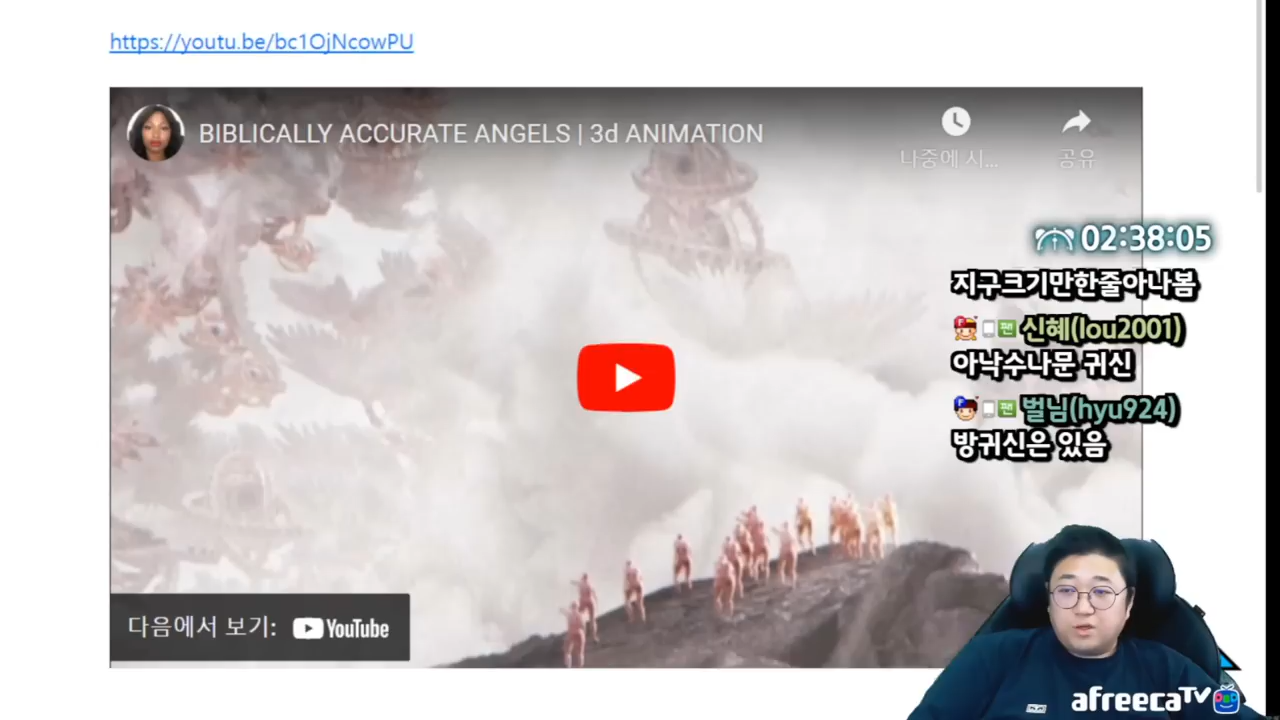 https://youtu.be/bc1OjNcowPU
BIBLICALLY ACCURATE ANGELS | 3d ANIMATION
나중에 시...
공유
02:38:05
지구크기만한줄아나봄
팬 신혜(lou2001)
아낙수나문 귀신
팬 벌님(hyu924)
방귀신은 있음
다음에서 보기: YouTube
afreecaTV